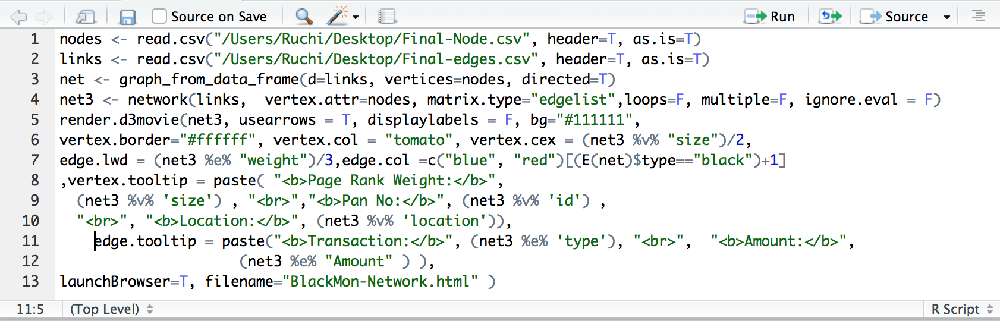 Source on Save Run Source
1 nodes <- read.csv("/Users/Ruchi/Desktop/Final-Node.csv", header=T, as.is=T)
2 links <- read.csv("/Users/Ruchi/Desktop/Final-edges.csv", header=T, as.is=T)
3 net <- graph_from_data_frame(d=links, vertices=nodes, directed=T)
4 net3 <- network(links,  vertex.attr=nodes, matrix.type="edgelist",loops=F, multiple=F, ignore.eval = F)
5 render.d3movie(net3, usearrows = T, displaylabels = F, bg="#111111",
6 vertex.border="#ffffff", vertex.col = "tomato", vertex.cex = (net3 %v% "size")/2,
7 edge.lwd = (net3 %e% "weight")/3,edge.col =c("blue", "red")[(E(net)$type=="black")+1]
8 ,vertex.tooltip = paste( "<b>Page Rank Weight:</b>",
9   (net3 %v% 'size') , "<br>","<b>Pan No:</b>", (net3 %v% 'id') ,
10   "<br>", "<b>Location:</b>", (net3 %v% 'location')),
11     edge.tooltip = paste("<b>Transaction:</b>", (net3 %e% 'type'), "<br>",  "<b>Amount:</b>",
12                      (net3 %e% "Amount" ) ),
13 launchBrowser=T, filename="BlackMon-Network.html" )
11:5 (Top Level) R Script